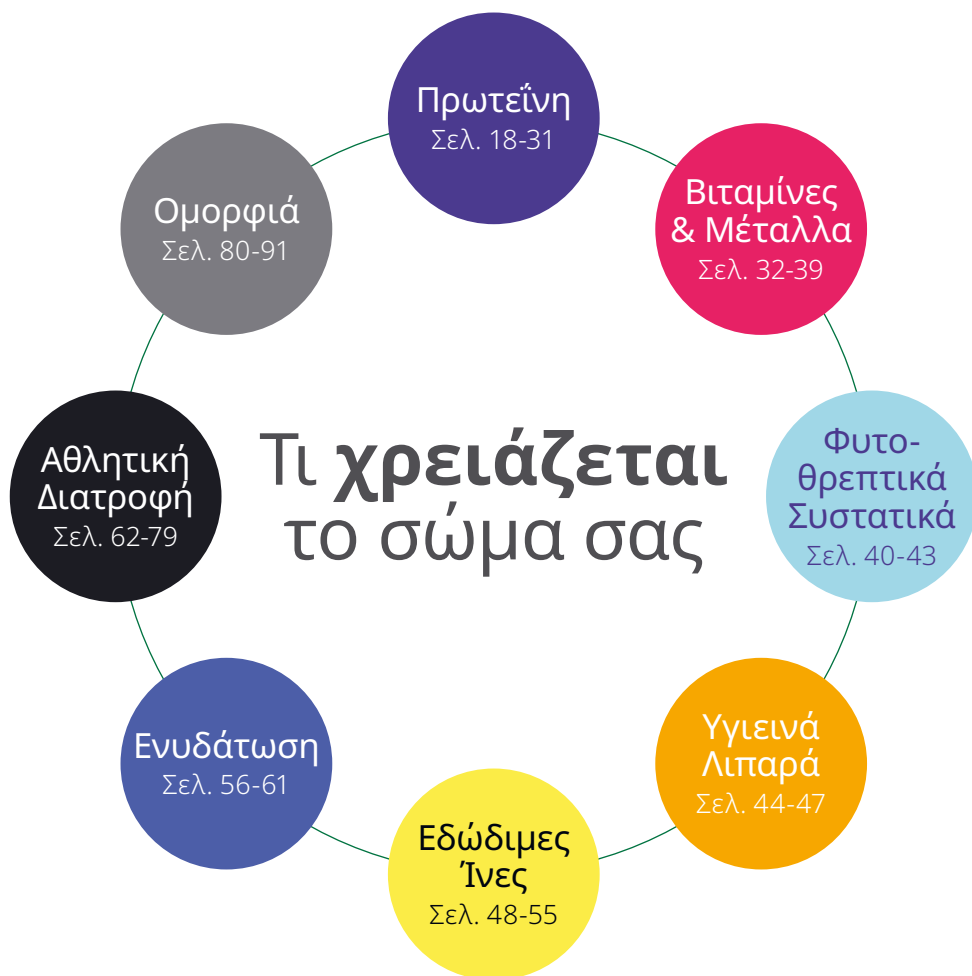 Πρωτεΐνη
Σελ. 18-31
Βιταμίνες
& Μέταλλα
Σελ. 32-39
Φυτο-
θρεπτικά
Συστατικά
Σελ. 40-43
Υγιεινά
Λιπαρά
Σελ. 44-47
Εδώδιμες
Ίνες
Σελ. 48-55
Ενυδάτωση
Σελ. 56-61
Αθλητική
Διατροφή
Σελ. 62-79
Ομορφιά
Σελ. 80-91
Τι χρειάζεται
το σώμα σας